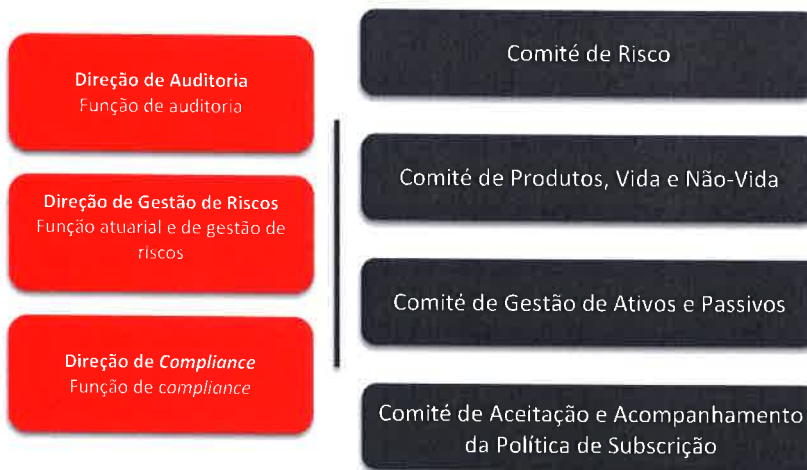 Direção de Auditoria
Função de auditoria
Direção de Gestão de Riscos
Função atuarial e de gestão de
riscos
Direção de Compliance
Função de compliance
Comité de Risco
Comité de Produtos, Vida e Não-Vida
Comité de Gestão de Ativos e Passivos
Comité de Aceitação e Acompanhamento
da Política de Subscrição